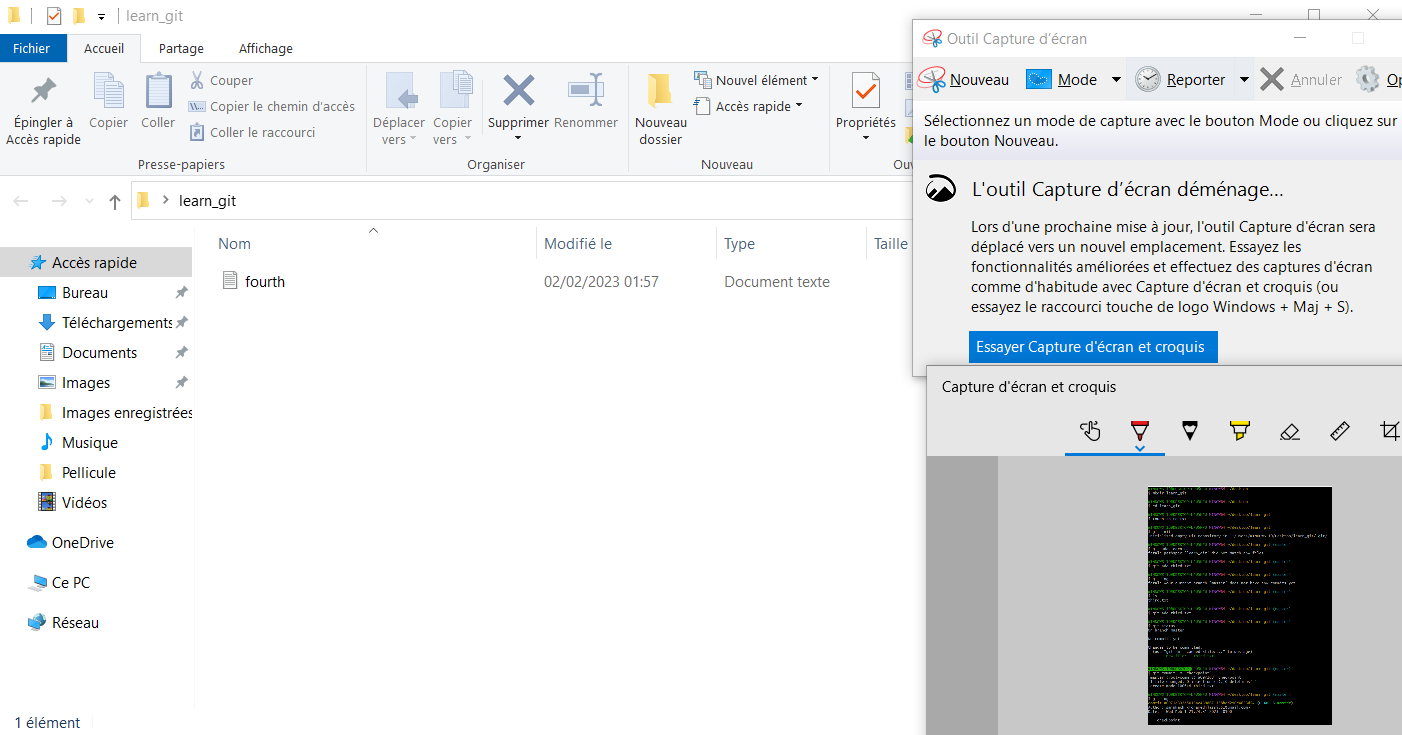 learn_git
Fichier Accueil Partage Affichage
Épingler à Accès rapide
Copier
Coller
Couper
Copier le chemin d'accès
Coller le raccourci
Presse-papiers
Déplacer vers
Copier vers
Supprimer
Renommer
Organiser
Nouveau dossier
Nouvel élément
Accès rapide
Nouveau
Propriétés
learn_git
Nom Modifié le Type Taille
fourth 02/02/2023 01:57 Document texte
Accès rapide
Bureau
Téléchargements
Documents
Images
Images enregistrées
Musique
Pellicule
Vidéos
OneDrive
Ce PC
Réseau
1 élément
Outil Capture d’écran
Nouveau Mode Reporter Annuler
Sélectionnez un mode de capture avec le bouton Mode ou cliquez sur
le bouton Nouveau.
L'outil Capture d’écran déménage...
Lors d'une prochaine mise à jour, l'outil Capture d'écran sera
déplacé vers un nouvel emplacement. Essayez les
fonctionnalités améliorées et effectuez des captures d'écran
comme d'habitude avec Capture d'écran et croquis (ou
essayez le raccourci touche de logo Windows + Maj + S).
Essayer Capture d'écran et croquis
Capture d'écran et croquis